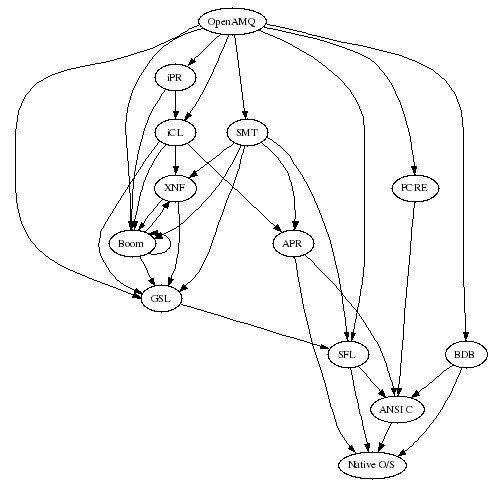 OpenAMQ
iPR
iCL
SMT
XNF
PCRE
Boom
APR
GSL
SFL
BDB
ANSI C
Native O/S